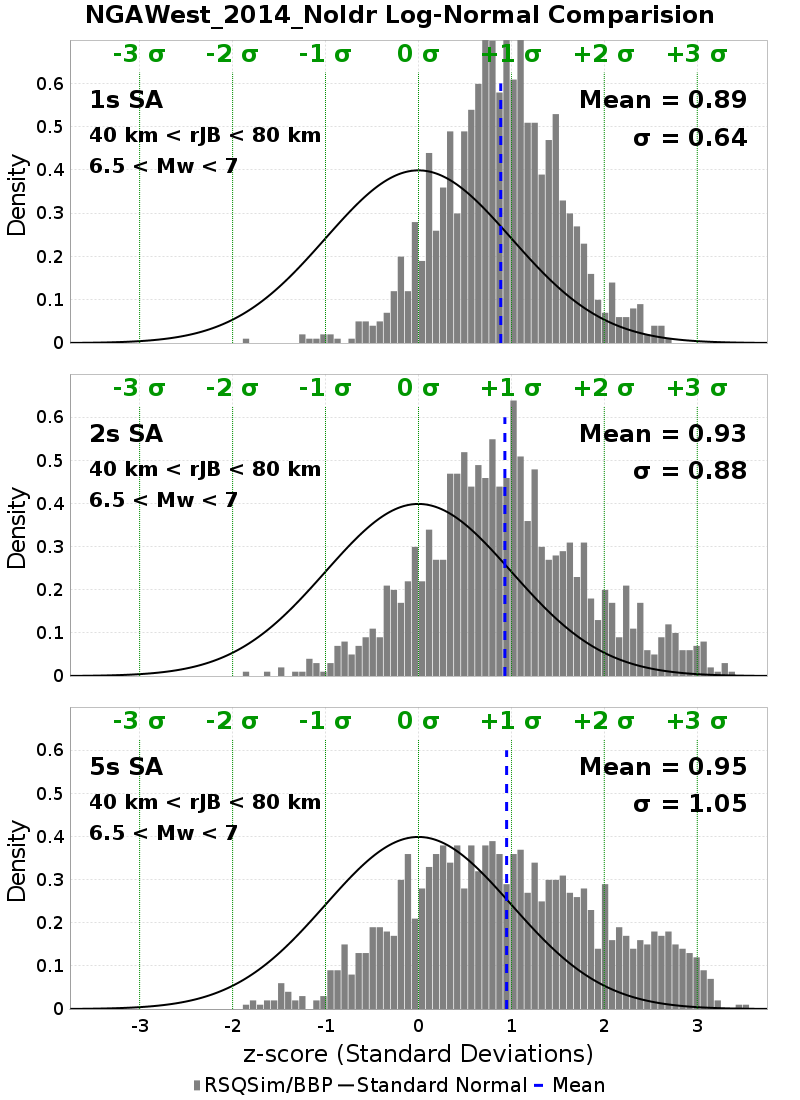 NGAWest_2014_NoIdr Log-Normal Comparision
-3 σ -2 σ -1 σ 0 σ +1 σ +2 σ +3 σ
1s SA
Mean = 0.89
40 km < rJB < 80 km
σ = 0.64
6.5 < Mw < 7
Density
0.6
0.5
0.4
0.3
0.2
0.1
0
-3 σ -2 σ -1 σ 0 σ +1 σ +2 σ +3 σ
2s SA
Mean = 0.93
40 km < rJB < 80 km
σ = 0.88
6.5 < Mw < 7
Density
0.6
0.5
0.4
0.3
0.2
0.1
0
-3 σ -2 σ -1 σ 0 σ +1 σ +2 σ +3 σ
5s SA
Mean = 0.95
40 km < rJB < 80 km
σ = 1.05
6.5 < Mw < 7
Density
0.6
0.5
0.4
0.3
0.2
0.1
0
-3 -2 -1 0 1 2 3
z-score (Standard Deviations)
RSQSim/BBP Standard Normal Mean